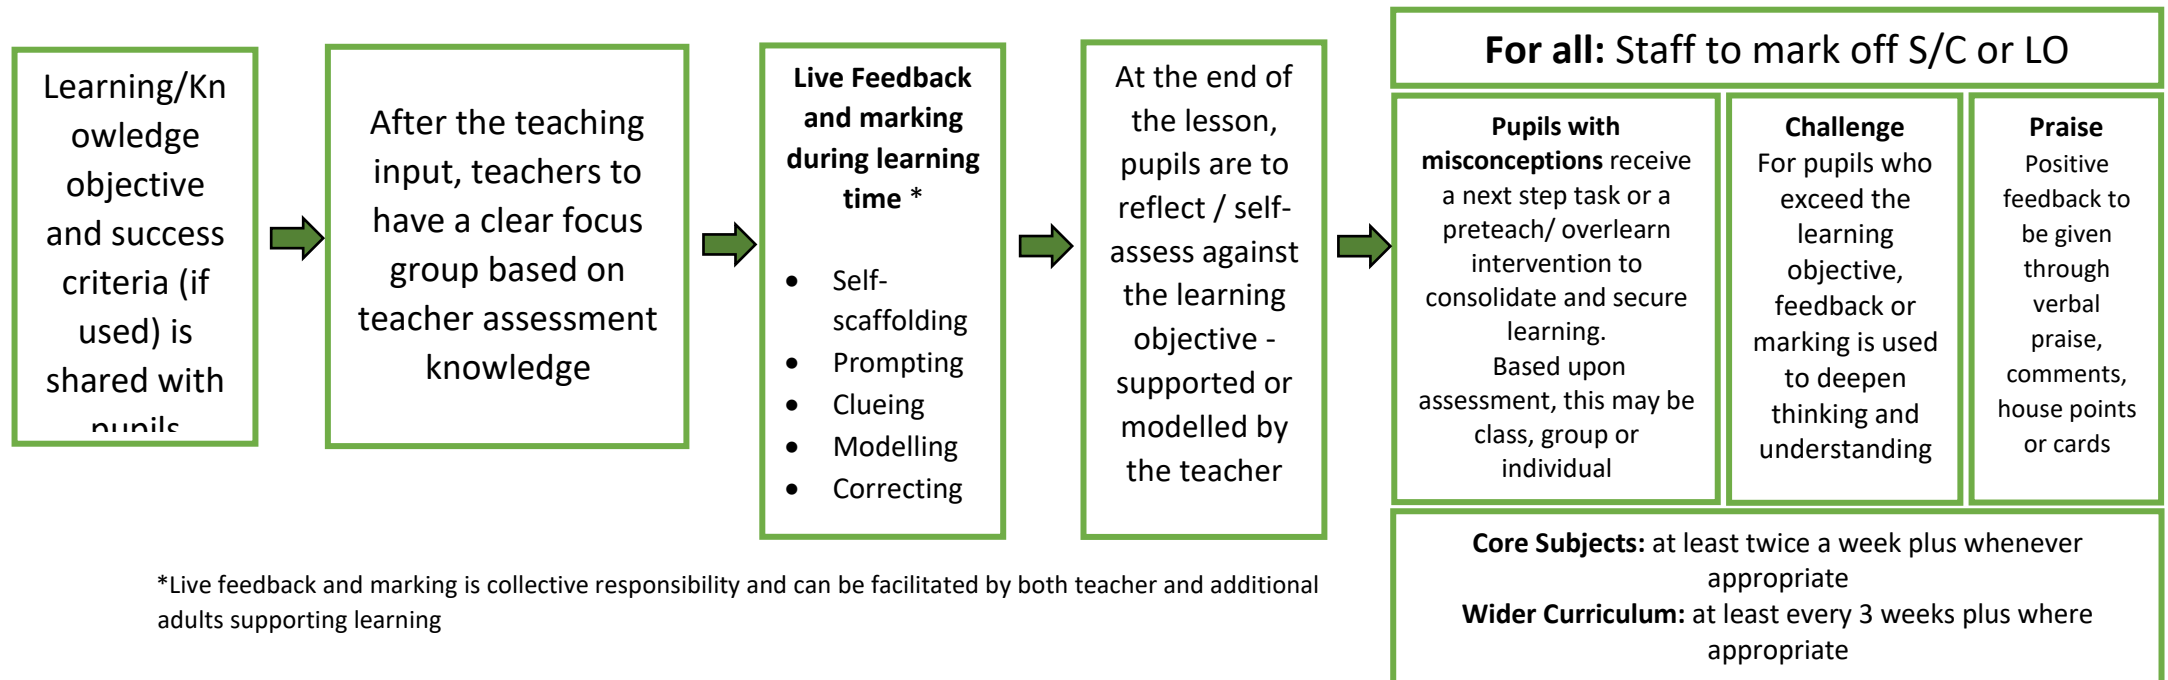 Learning/Kn
owledge
objective
and success
criteria (if
used) is
shared with
pupils
After the teaching
input, teachers to
have a clear focus
group based on
teacher assessment
knowledge
Live Feedback
and marking
during learning
time *
• Self-
scaffolding
• Prompting
• Clueing
• Modelling
• Correcting
At the end of
the lesson,
pupils are to
reflect / self-
assess against
the learning
objective -
supported or
modelled by
the teacher
For all: Staff to mark off S/C or LO
Pupils with
misconceptions receive
a next step task or a
preteach/ overlearn
intervention to
consolidate and secure
learning.
Based upon
assessment, this may be
class, group or
individual
Challenge
For pupils who
exceed the
learning
objective,
feedback or
marking is used
to deepen
thinking and
understanding
Praise
Positive
feedback to
be given
through
verbal
praise,
comments,
house points
or cards
Core Subjects: at least twice a week plus whenever
appropriate
Wider Curriculum: at least every 3 weeks plus where
appropriate
*Live feedback and marking is collective responsibility and can be facilitated by both teacher and additional
adults supporting learning